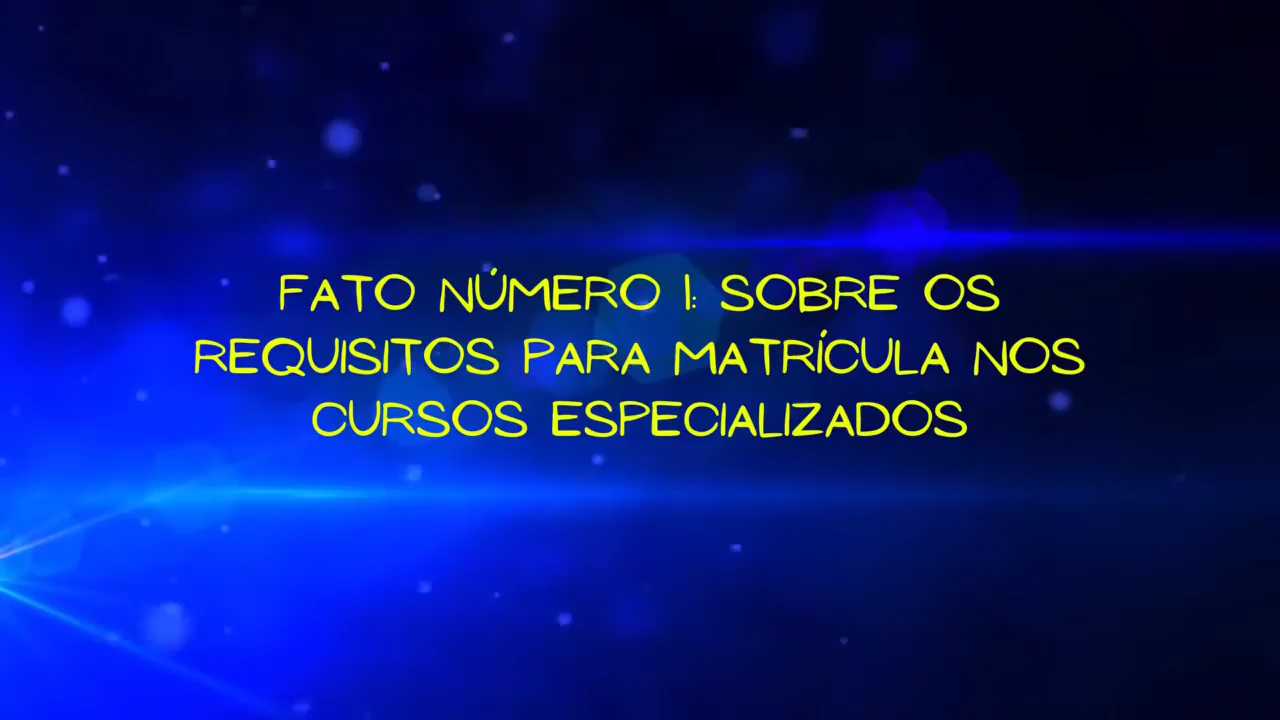 FATO NÚMERO 1: SOBRE OS
REQUISITOS PARA MATRÍCULA NOS
CURSOS ESPECIALIZADOS